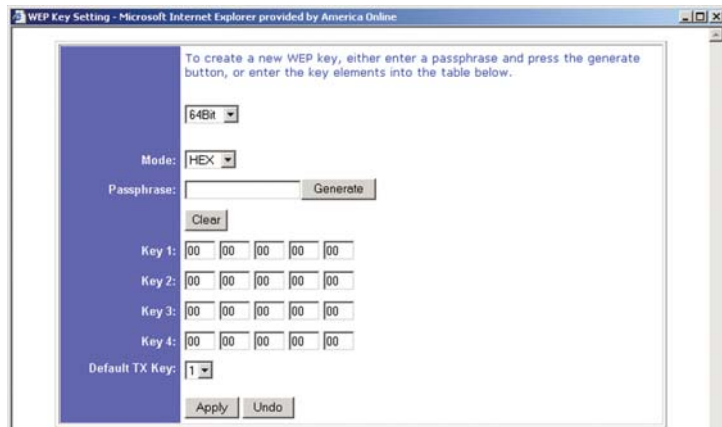 WEP Key Setting - Microsoft Internet Explorer provided by America Online
To create a new WEP key, either enter a passphrase and press the generate
button, or enter the key elements into the table below.
64Bit
Mode: HEX
Passphrase: Generate
Clear
Key 1: 00 00 00 00 00
Key 2: 00 00 00 00 00
Key 3: 00 00 00 00 00
Key 4: 00 00 00 00 00
Default TX Key: 1
Apply Undo